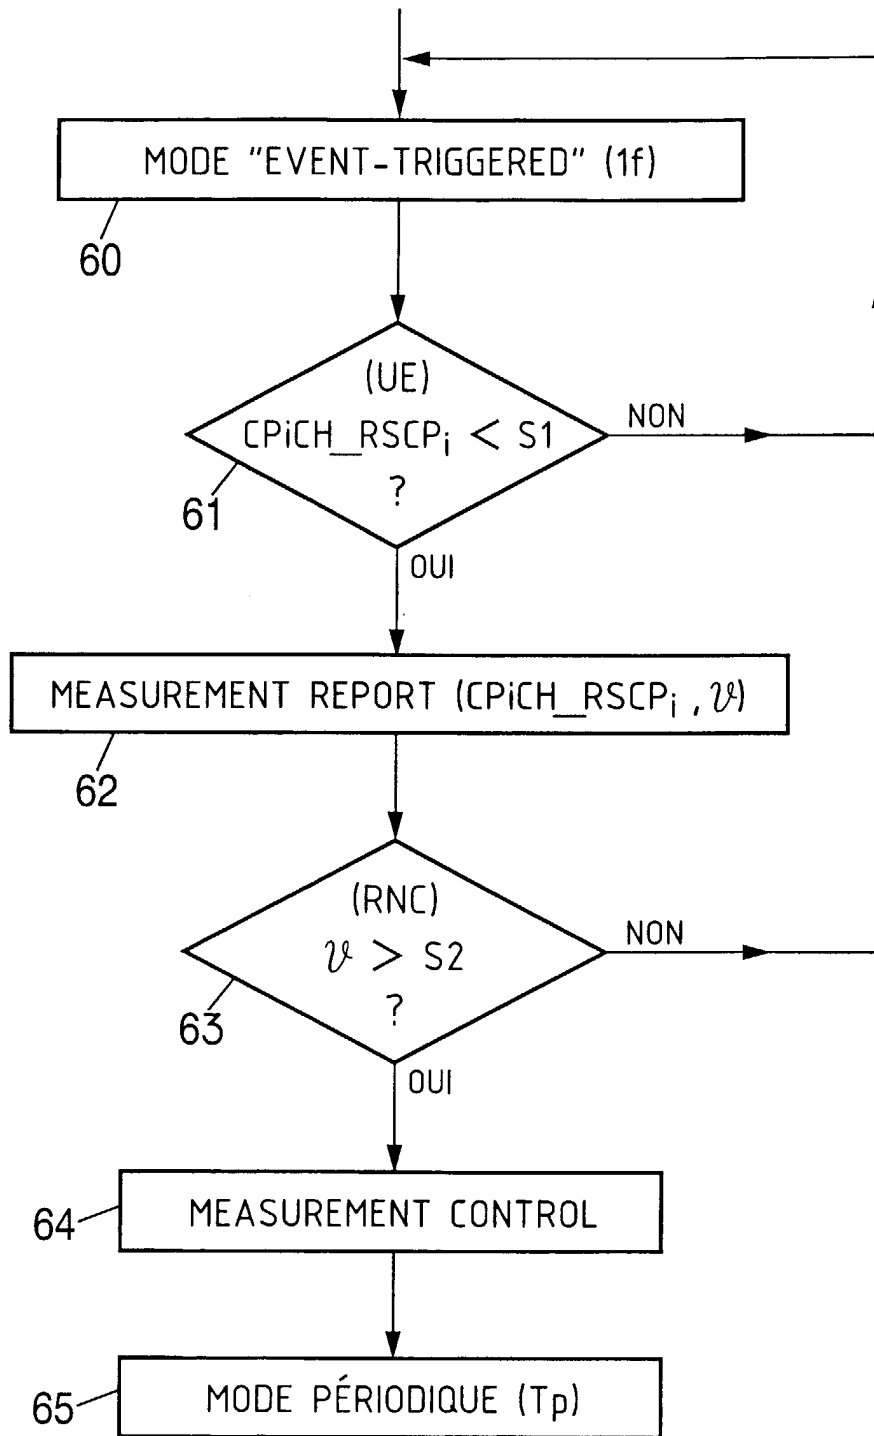 MODE "EVENT-TRIGGERED" (1f)
60
(UE)
CPiCH_RSCPi < S1
?
NON
61
OUI
MEASUREMENT REPORT (CPiCH_RSCPi , v)
62
(RNC)
v > S2
?
NON
63
OUI
MEASUREMENT CONTROL
64
MODE PÉRIODIQUE (Tp)
65